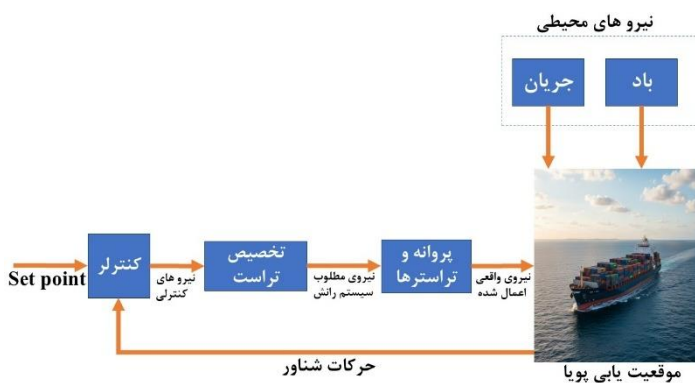 نیرو های محیطی
باد
جریان
Set point
کنترلر
نیرو های
کنترلی
تخصیص
تراست
نیروی مطلوب
سیستم رانش
پروانه و
تراسترها
نیروی واقعی
اعمال شده
حرکات شناور
موقعیت یابی پویا